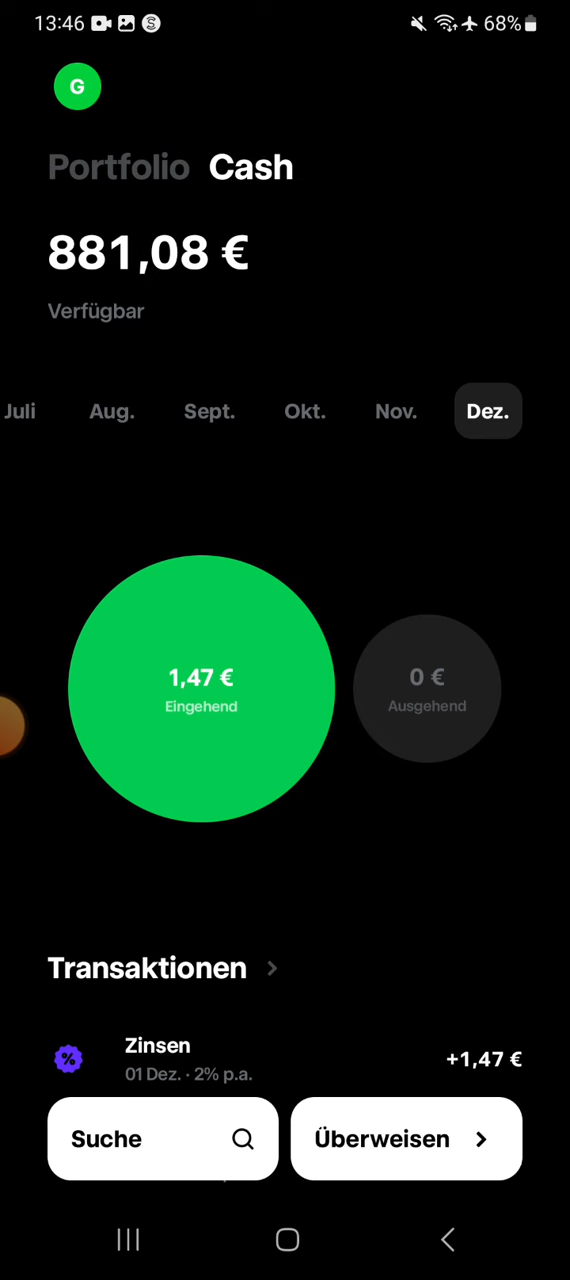 13:46 68%
G
Portfolio Cash
881,08 €
Verfügbar
Juli Aug. Sept. Okt. Nov. Dez.
1,47 € 0 €
Eingehend Ausgehend
Transaktionen
Zinsen
+1,47 €
01 Dez. · 2% p.a.
Suche Überweisen